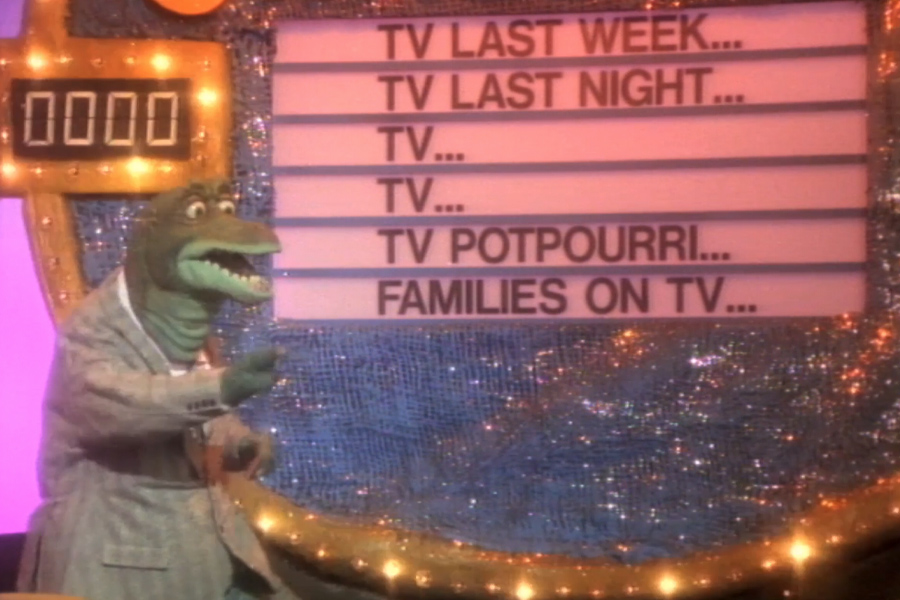 0000
TV LAST WEEK...
TV LAST NIGHT...
TV...
TV...
TV POTPOURRI...
FAMILIES ON TV...